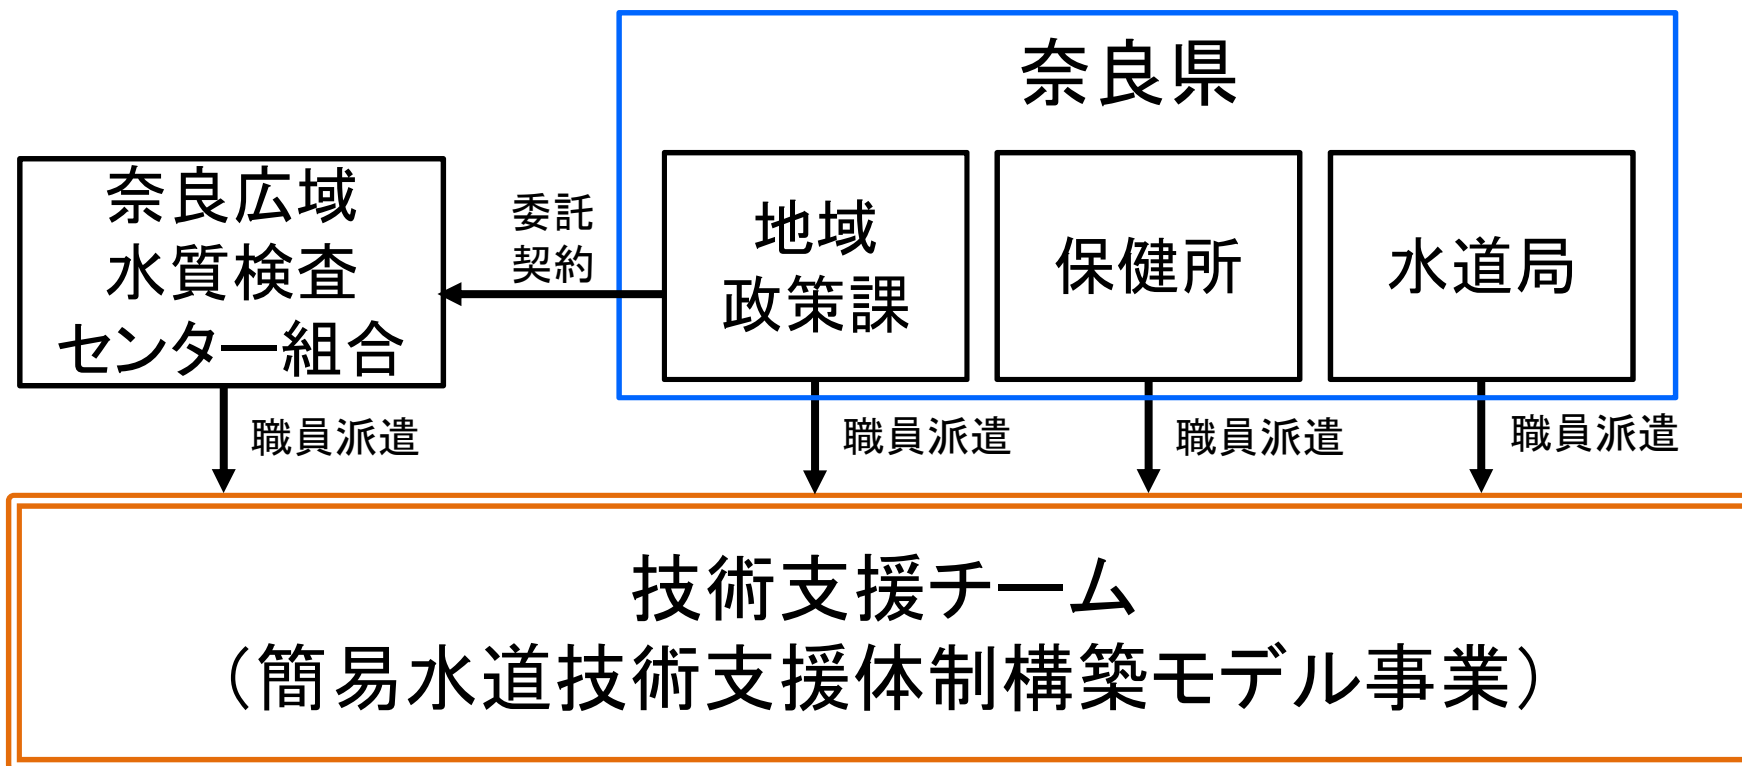 奈良県
奈良広域
水質検査
センター組合
委託
契約
地域
政策課
保健所
水道局
職員派遣
職員派遣
職員派遣
職員派遣
技術支援チーム
（簡易水道技術支援体制構築モデル事業）